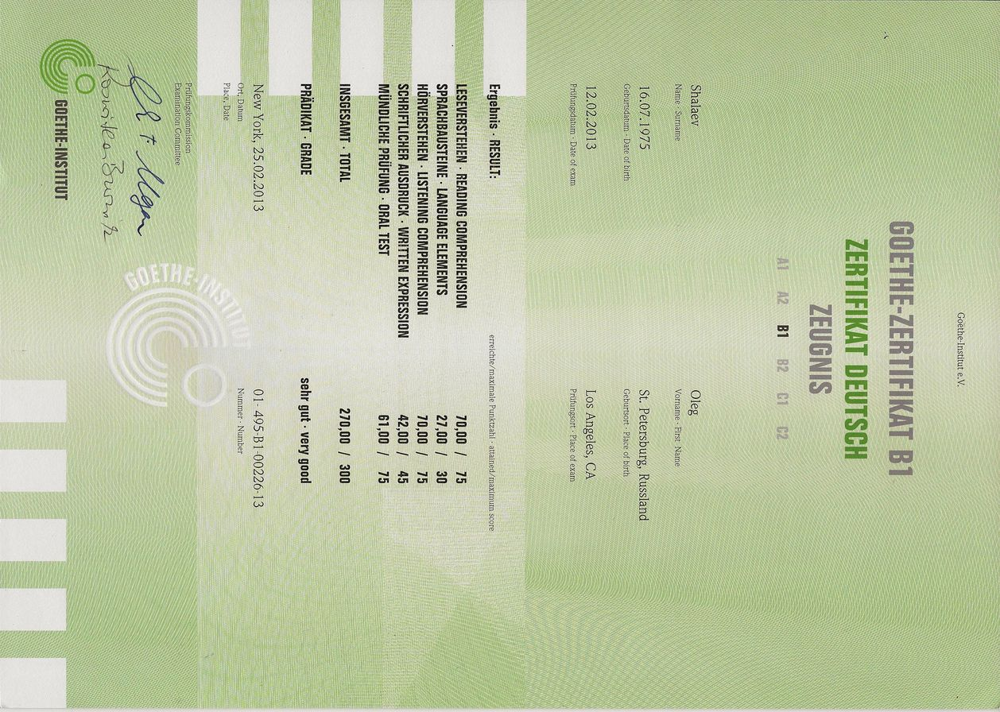 Goethe-Institut e.V.
GOETHE-ZERTIFIKAT B1
ZERTIFIKAT DEUTSCH
ZEUGNIS
A1 A2 B1 B2 C1 C2
Shalaev Oleg
Name · Surname Vorname · First Name
16.07.1975 St. Petersburg, Russland
Geburtsdatum · Date of birth Geburtsort · Place of birth
12.02.2013 Los Angeles, CA
Prüfungsdatum · Date of exam Prüfungsort · Place of exam
Ergebnis · RESULT: erreichte/maximale Punktzahl · attained/maximum score
LESEVERSTEHEN · READING COMPREHENSION 70,00 / 75
SPRACHBAUSTEINE · LANGUAGE ELEMENTS 27,00 / 30
HÖRVERSTEHEN · LISTENING COMPREHENSION 70,00 / 75
SCHRIFTLICHER AUSDRUCK · WRITTEN EXPRESSION 42,00 / 45
MÜNDLICHE PRÜFUNG · ORAL TEST 61,00 / 75
INSGESAMT · TOTAL 270,00 / 300
PRÄDIKAT · GRADE sehr gut · very good
New York, 25.02.2013 01- 495-B1-00226-13
Ort, Datum Nummer · Number
Place, Date
Prüfungskommission
Examination Committee
GOETHE-INSTITUT
GOETHE-INSTITUT